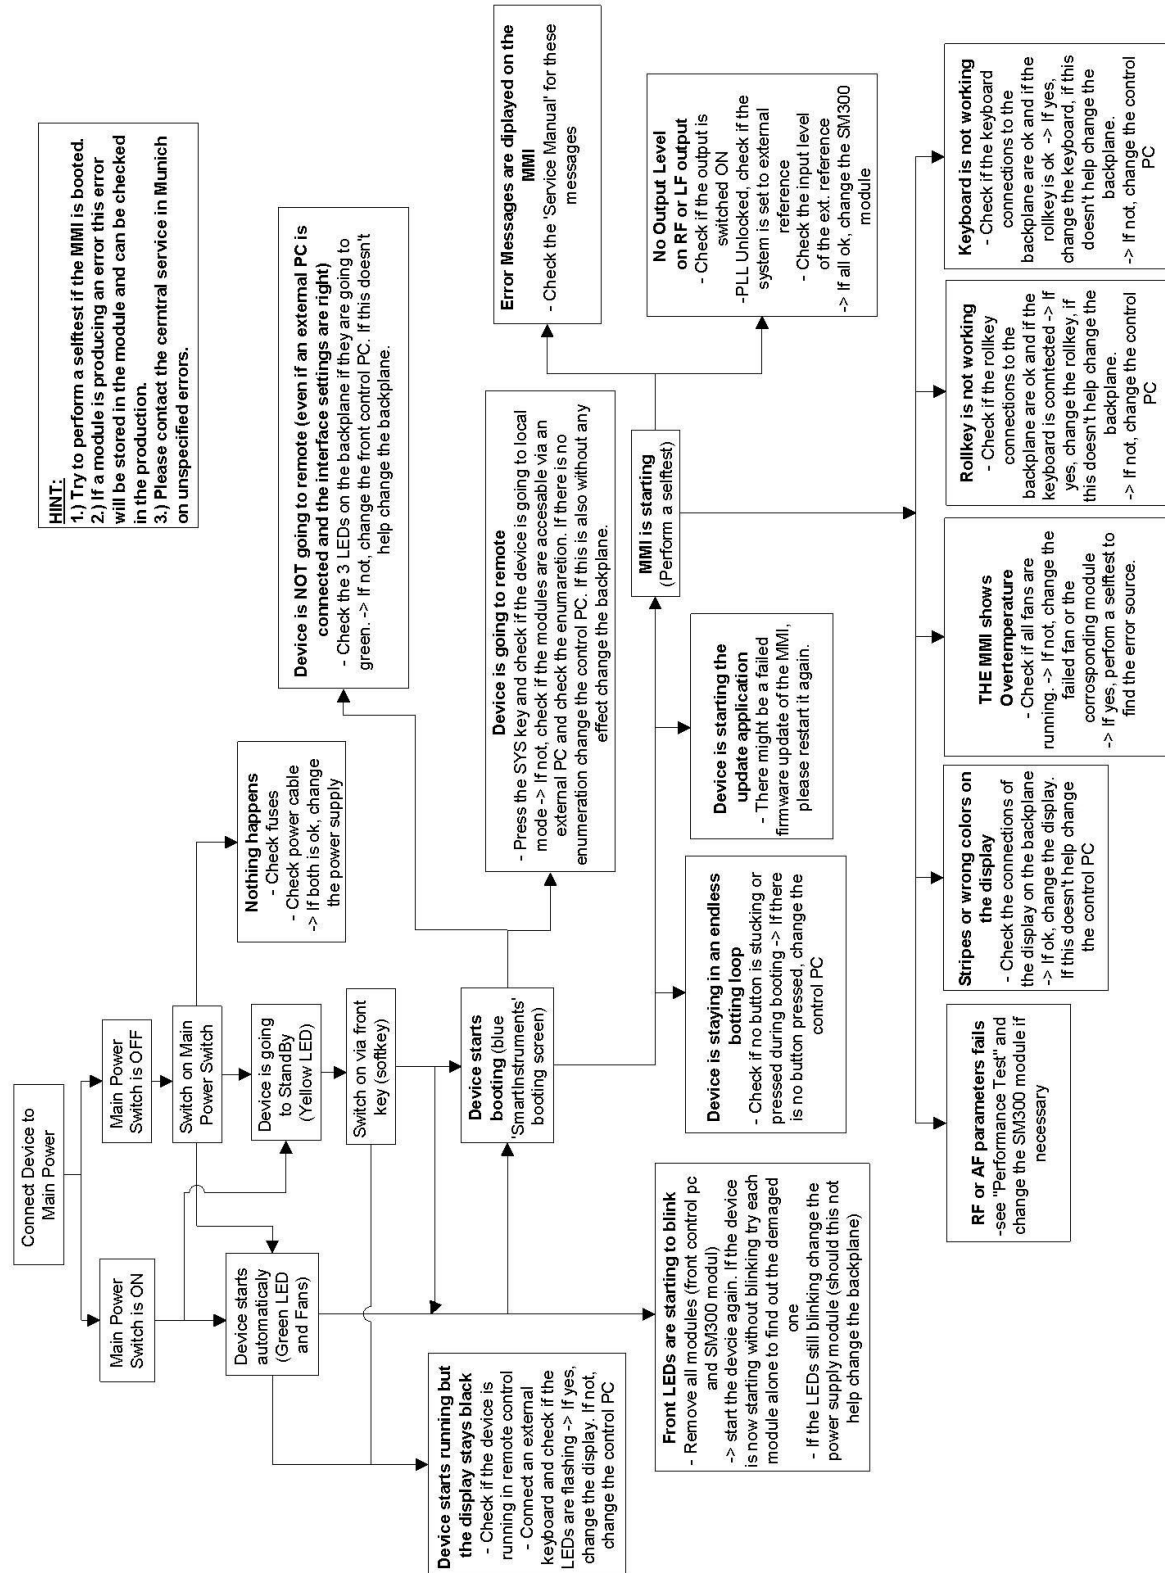 Connect Device to
Main Power
Main Power
Switch is ON
Main Power
Switch is OFF
Device starts
automaticaly
(Green LED
and Fans)
Switch on Main
Power Switch
Device is going
to StandBy
(Yellow LED)
Switch on via front
key (softkey)
Nothing happens
- Check fuses
- Check power cable
-> If both is ok, change
the power supply
HINT:
1.) Try to perform a selftest if the MMI is booted.
2.) If a module is producing an error this error
will be stored in the module and can be checked
in the production.
3.) Please contact the cerntral service in Munich
on unspecified errors.
Device starts running but
the display stays black
- Check if the device is
running in remote control
- Connect an external
keyboard and check if the
LEDs are flashing -> If yes,
change the display. If not,
change the control PC
Device starts
booting (blue
'SmartInstruments'
booting screen)
Device is NOT going to remote (even if an external PC is
connected and the interface settings are right)
- Check the 3 LEDs on the backplane if they are going to
green. -> If not, change the front control PC. If this doesn't
help change the backplane.
Device is going to remote
- Press the SYS key and check if the device is going to local
mode -> If not, check if the modules are accesable via an
external PC and check the enumaretion. If there is no
enumeration change the control PC. If this is also without any
effect change the backplane.
Front LEDs are starting to blink
- Remove all modules (front control pc
and SM300 modul)
-> start the devcie again. If the device
is now starting without blinking try each
module alone to find out the demaged
one
- If the LEDs still blinking change the
power supply module (should this not
help change the backplane)
Device is staying in an endless
botting loop
- Check if no button is stucking or
pressed during booting -> If there
is no button pressed, change the
control PC
Device is starting the
update application
- There might be a failed
firmware update of the MMI,
please restart it again.
MMI is starting
(Perform a selftest)
Error Messages are diplayed on the
MMI
- Check the 'Service Manual' for these
messages
No Output Level
on RF or LF output
- Check if the output is
switched ON
-PLL Unlocked, check if the
system is set to external
reference
- Check the input level
of the ext. reference
-> If all ok, change the SM300
module
RF or AF parameters fails
-see "Performance Test" and
change the SM300 module if
necessary
Stripes or wrong colors on
the display
- Check the connections of
the display on the backplane
-> If ok, change the display.
If this doesn't help change
the control PC
THE MMI shows
Overtemperature
- Check if all fans are
running. -> If not, change the
failed fan or the
corrosponding module
-> If yes, perfom a selftest to
find the error source.
Rollkey is not working
- Check if the rollkey
connections to the
backplane are ok and if the
keyboard is conntected -> If
yes, change the rollkey, if
this doesn't help change the
backplane.
-> If not, change the control
PC
Keyboard is not working
- Check if the keyboard
connections to the
backplane are ok and if the
rollkey is ok -> If yes,
change the keyboard, if this
doesn't help change the
backplane.
-> If not, change the control
PC